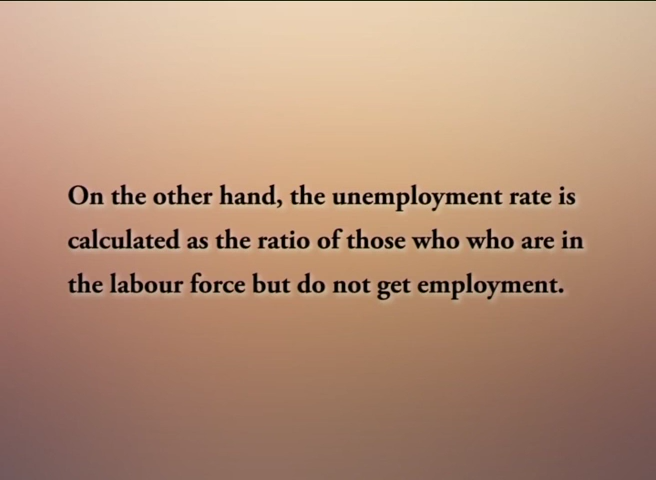 On the other hand, the unemployment rate is
calculated as the ratio of those who who are in
the labour force but do not get employment.